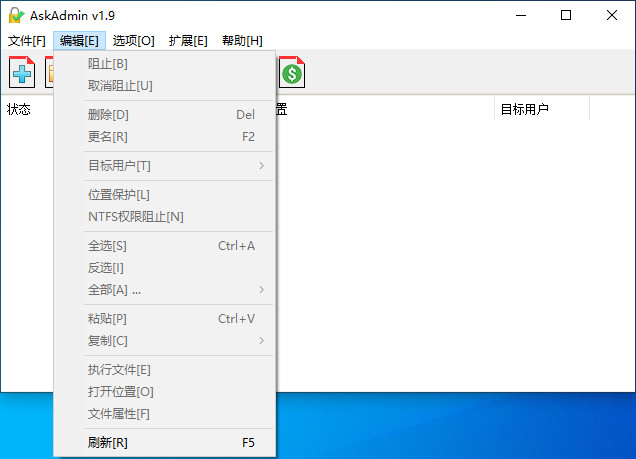 AskAdmin v1.9
文件[F] 编辑[E] 选项[O] 扩展[E] 帮助[H]
状态 置 目标用户
阻止[B]
取消阻止[U]
删除[D] Del
更名[R] F2
目标用户[T]
位置保护[L]
NTFS权限阻止[N]
全选[S] Ctrl+A
反选[I]
全部[A] ...
粘贴[P] Ctrl+V
复制[C]
执行文件[E]
打开位置[O]
文件属性[F]
刷新[R] F5